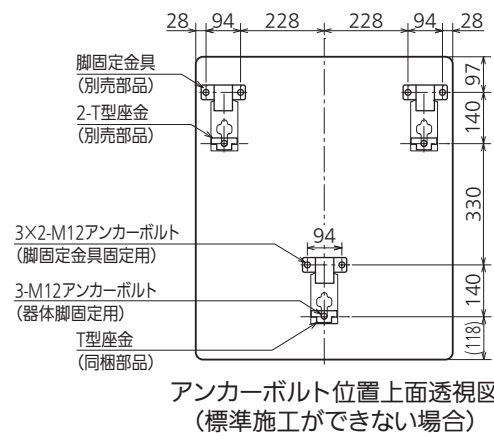 28 94 228 228 94 28
脚固定金具
(別売部品)
2-T型座金
(別売部品)
97
140
330
140
(118)
3×2-M12アンカーボルト
(脚固定金具固定用)
94
3-M12アンカーボルト
(器体脚固定用)
T型座金
(同梱部品)
アンカーボルト位置上面透視図
(標準施工ができない場合)